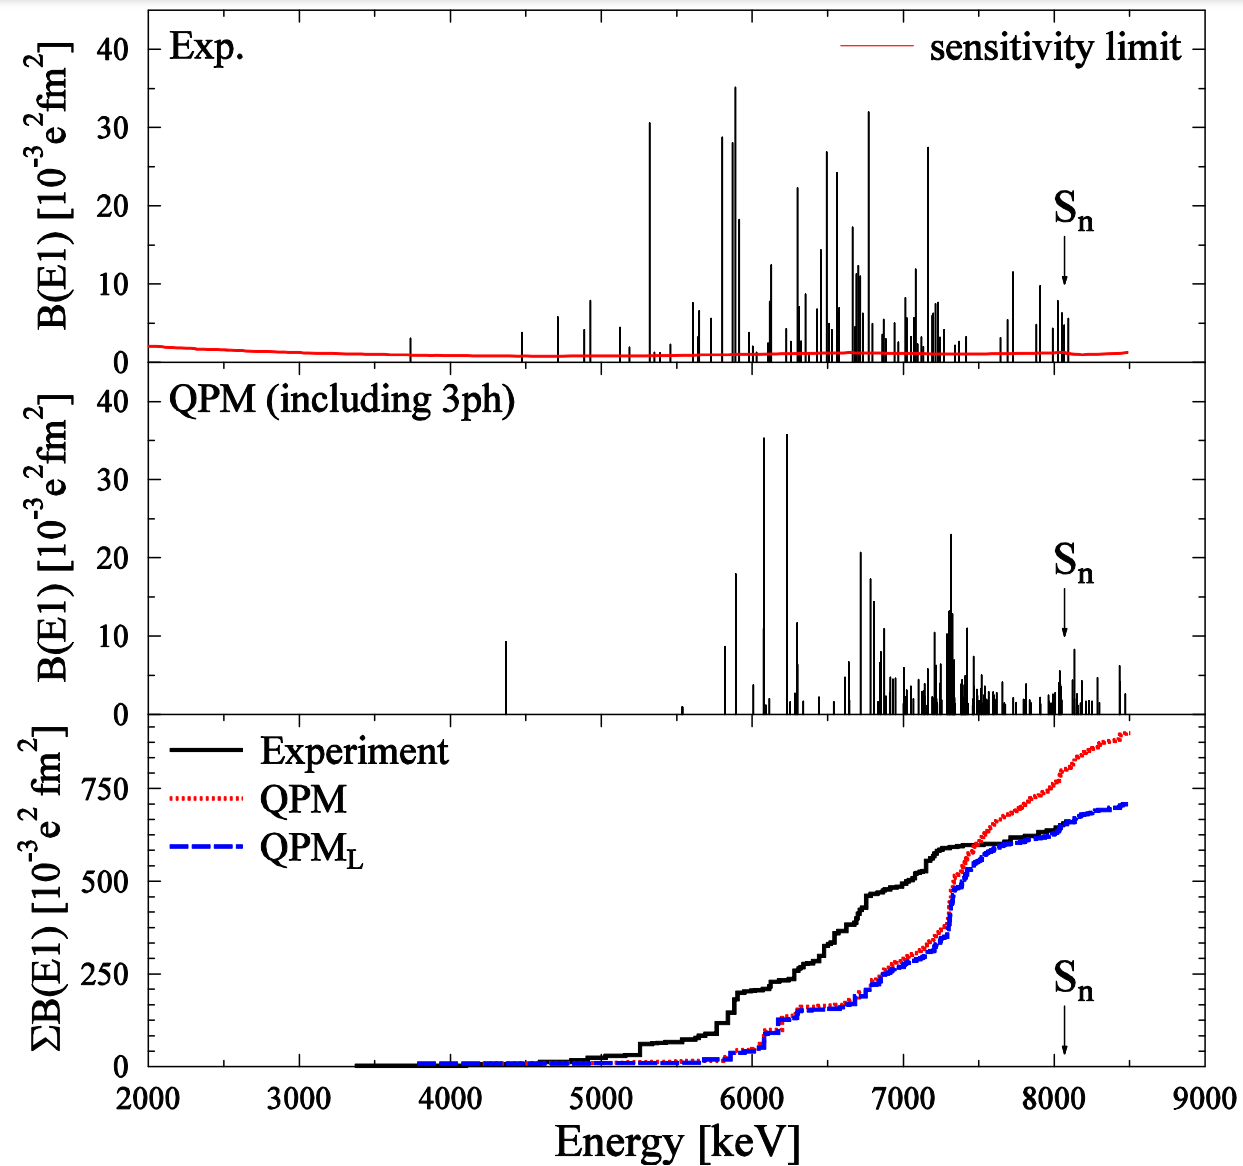 Exp.
sensitivity limit
B(E1) [10⁻³e²fm²]
40
30
20
10
0
Sₙ
QPM (including 3ph)
B(E1) [10⁻³e²fm²]
40
30
20
10
0
Sₙ
Experiment
QPM
QPM_L
ΣB(E1) [10⁻³e² fm²]
750
500
250
0
Sₙ
2000 3000 4000 5000 6000 7000 8000 9000
Energy [keV]